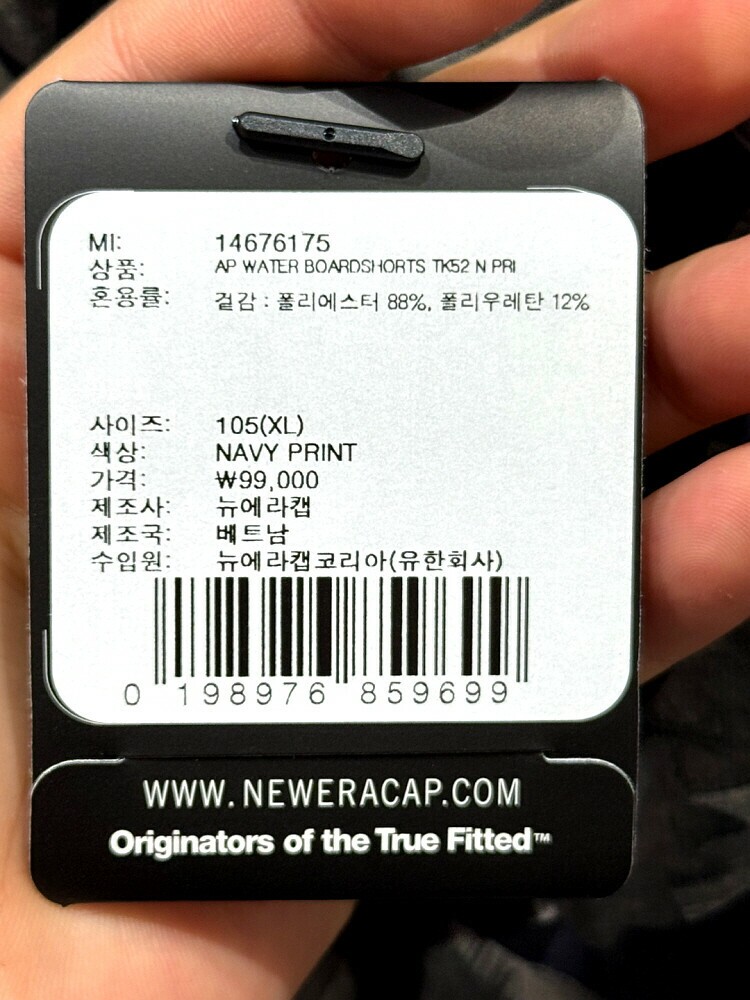 MI: 14676175
상품: AP WATER BOARDSHORTS TK52 N PRI
혼용률: 겉감 : 폴리에스터 88%, 폴리우레탄 12%
사이즈: 105(XL)
색상: NAVY PRINT
가격: ₩99,000
제조사: 뉴에라캡
제조국: 베트남
수입원: 뉴에라캡코리아(유한회사)
0 198976 859699
WWW.NEWERACAP.COM
Originators of the True Fitted™